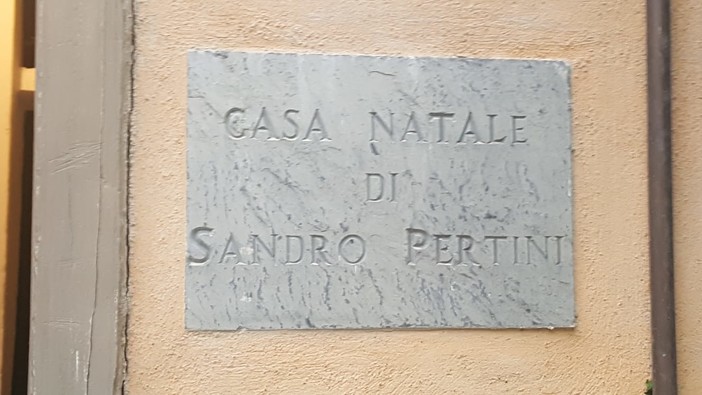 CASA NATALE
DI
SANDRO PERTINI